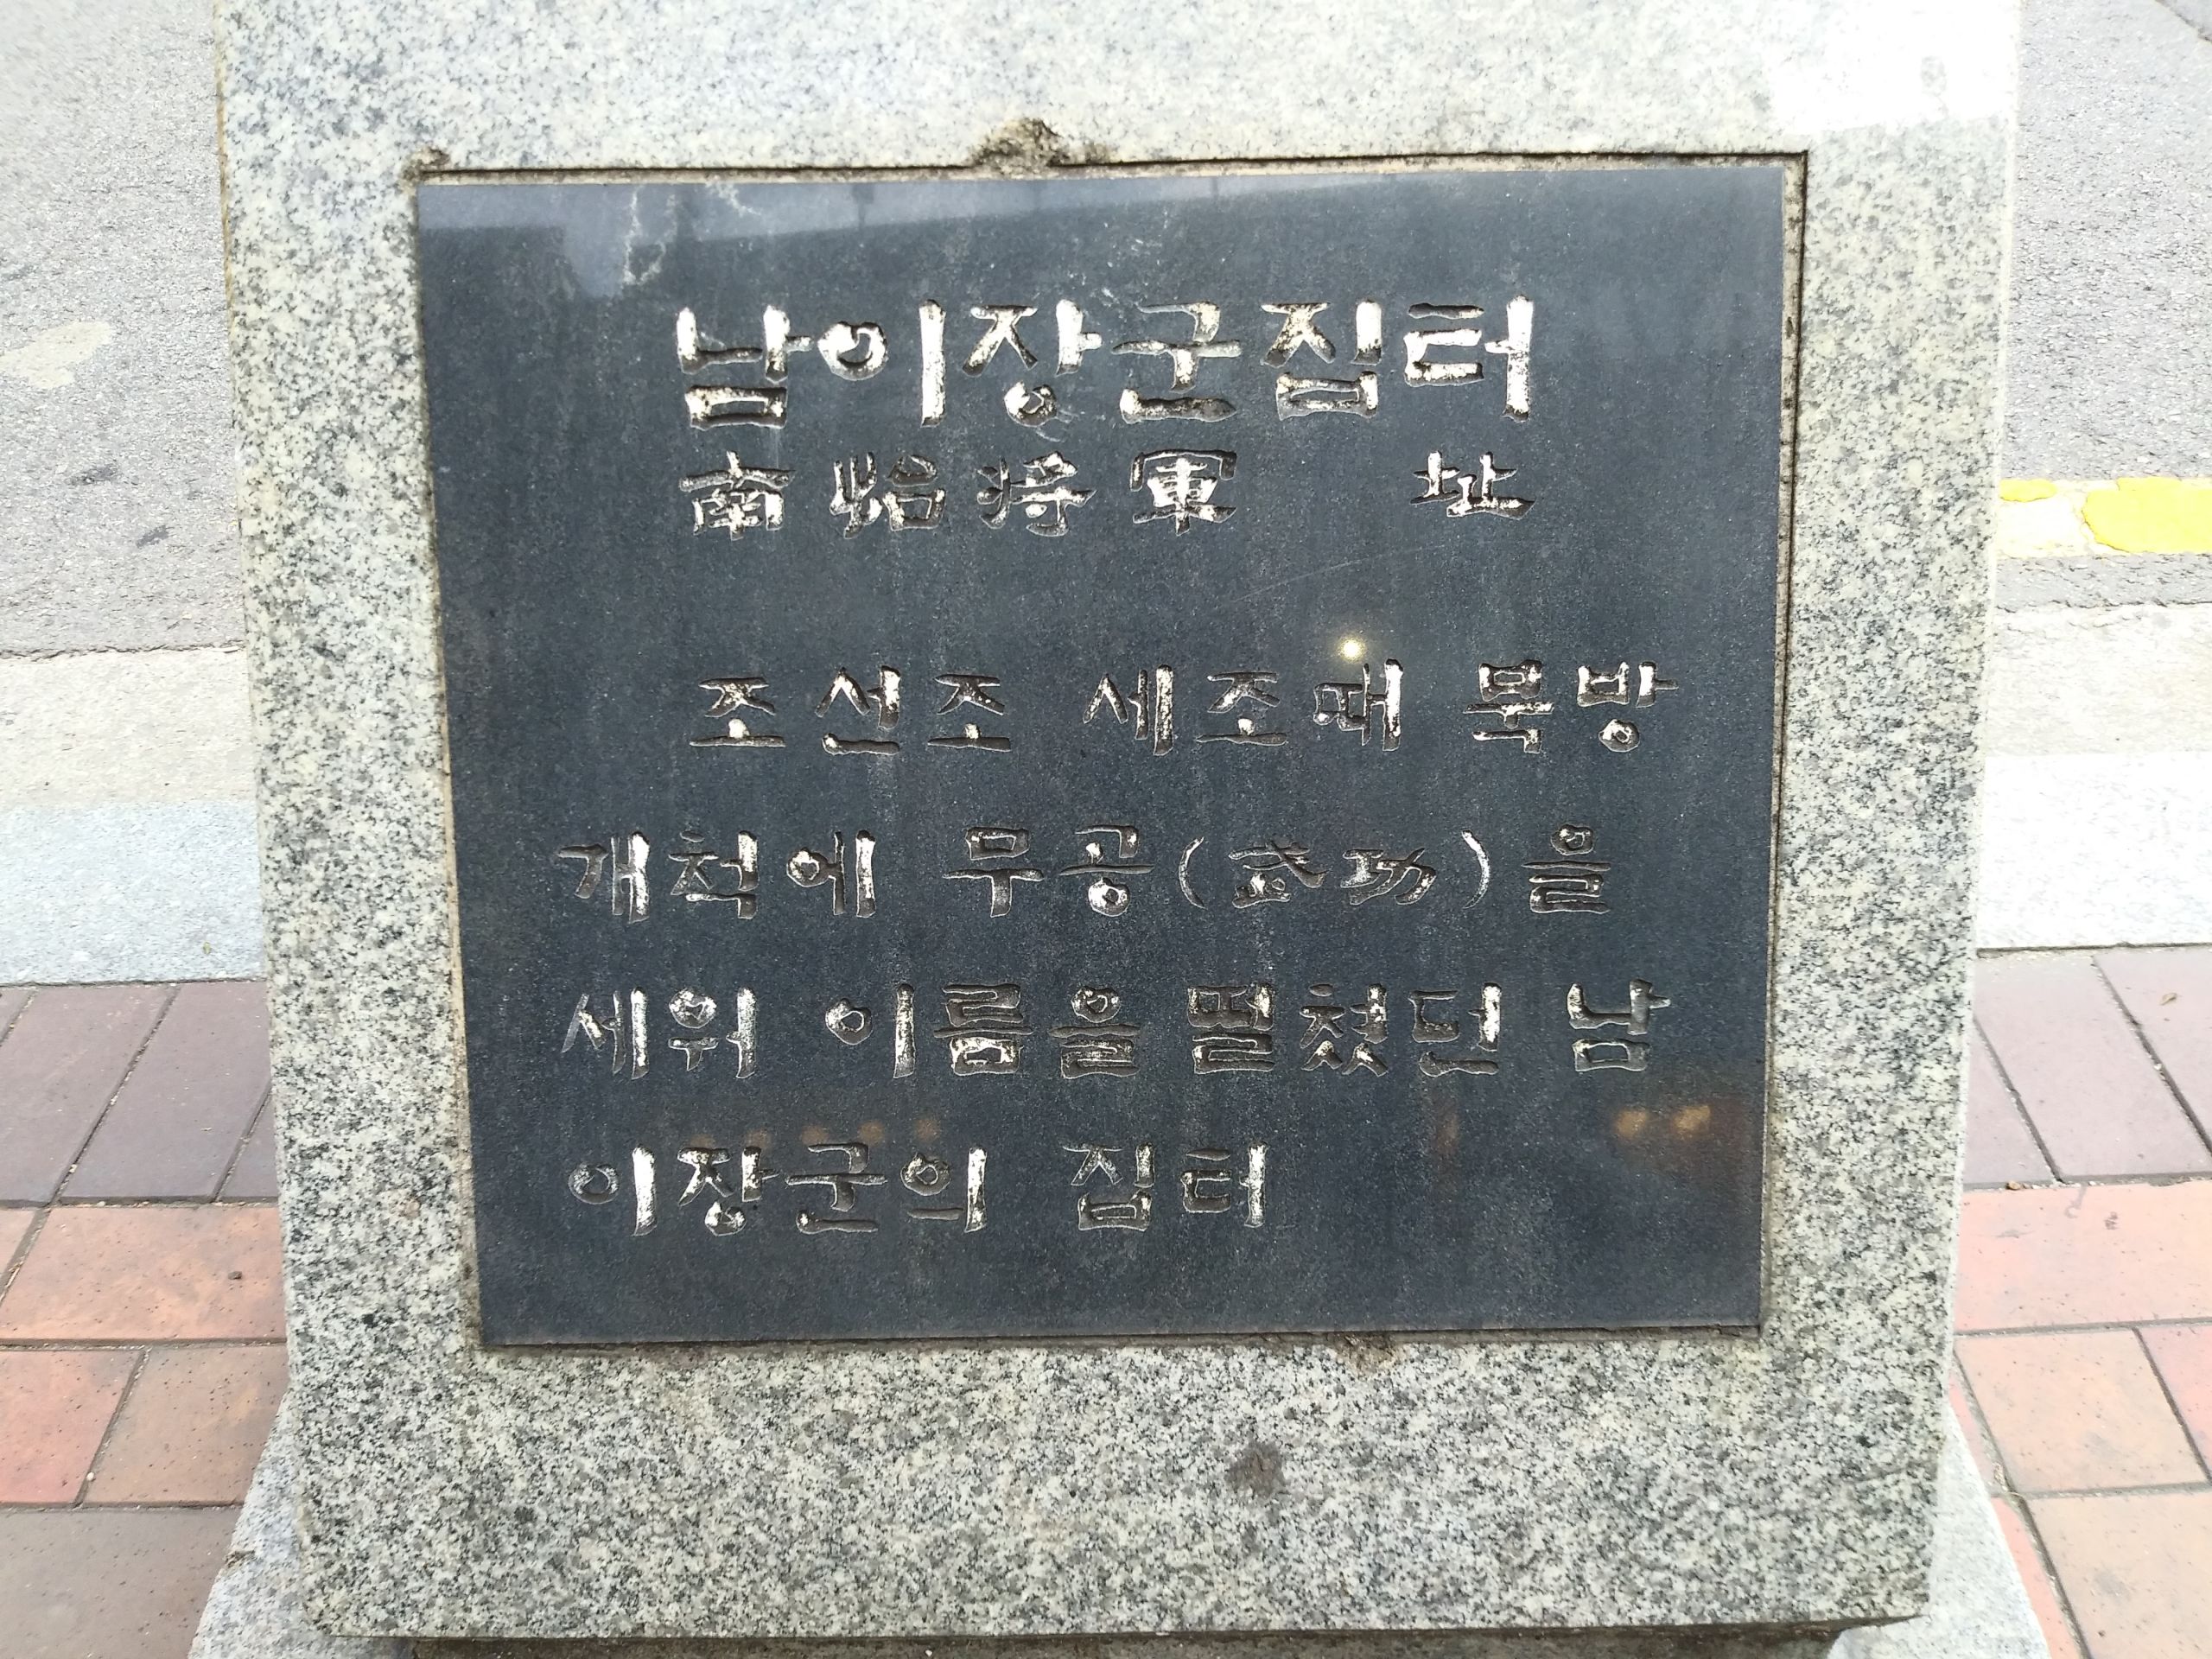 남이장군집터
南怡將軍 址
조선조 세조때 북방
개척에 무공(武功)을
세워 이름을 떨쳤던 남
이장군의 집터